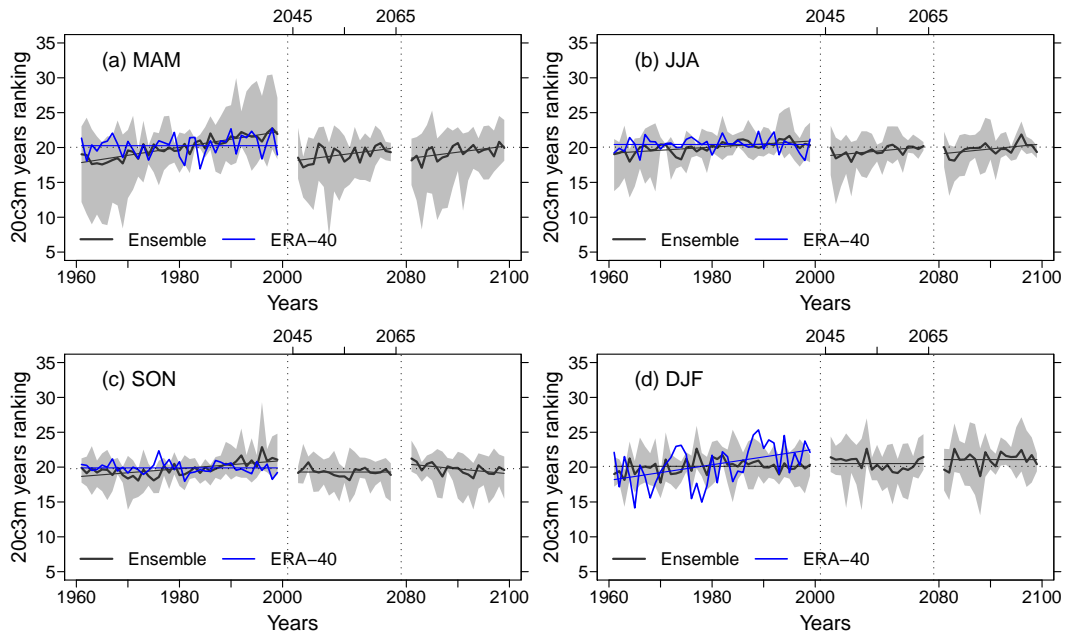 2045 2065
35
30
25
20
15
10
5
20c3m years ranking
(a) MAM
Ensemble ERA−40
1960 1980 2000 2080 2100
Years
2045 2065
35
30
25
20
15
10
5
20c3m years ranking
(b) JJA
Ensemble ERA−40
1960 1980 2000 2080 2100
Years
2045 2065
35
30
25
20
15
10
5
20c3m years ranking
(c) SON
Ensemble ERA−40
1960 1980 2000 2080 2100
Years
2045 2065
35
30
25
20
15
10
5
20c3m years ranking
(d) DJF
Ensemble ERA−40
1960 1980 2000 2080 2100
Years